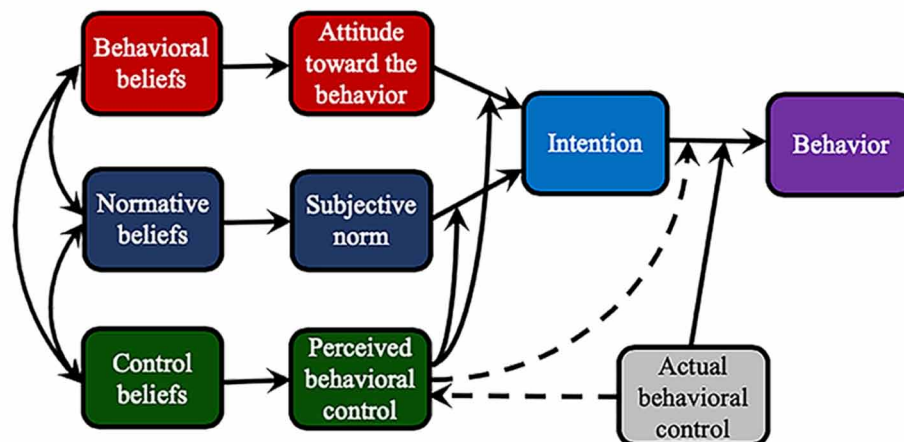 Behavioral
beliefs
Attitude
toward the
behavior
Intention
Behavior
Normative
beliefs
Subjective
norm
Control
beliefs
Perceived
behavioral
control
Actual
behavioral
control